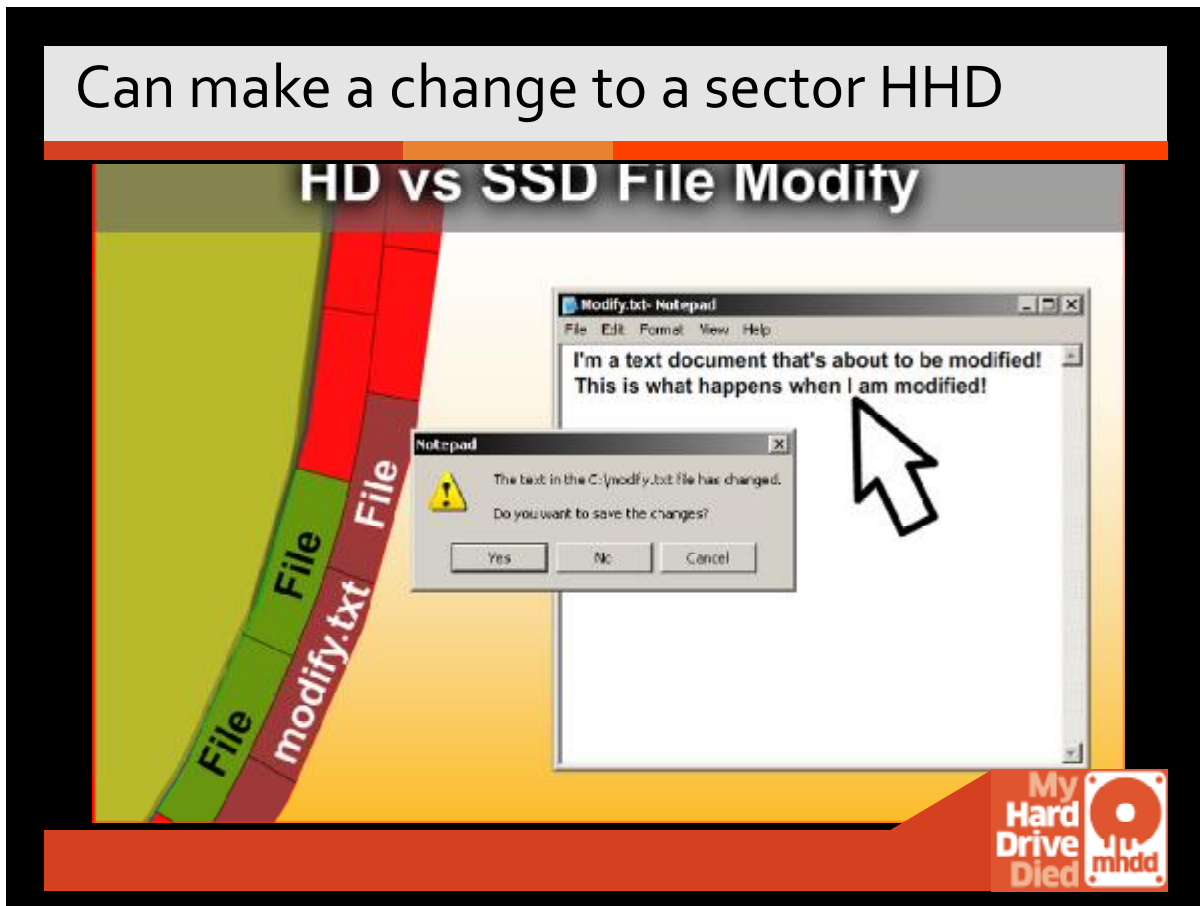 Can make a change to a sector HHD
HD vs SSD File Modify
Modify.txt- Notepad
File Edit Format View Help
I'm a text document that's about to be modified!
This is what happens when I am modified!
Notepad
The text in the C:\modify.txt file has changed.
Do you want to save the changes?
Yes No Cancel
File
File
modify.txt
File
My
Hard
Drive
Died
mhdd